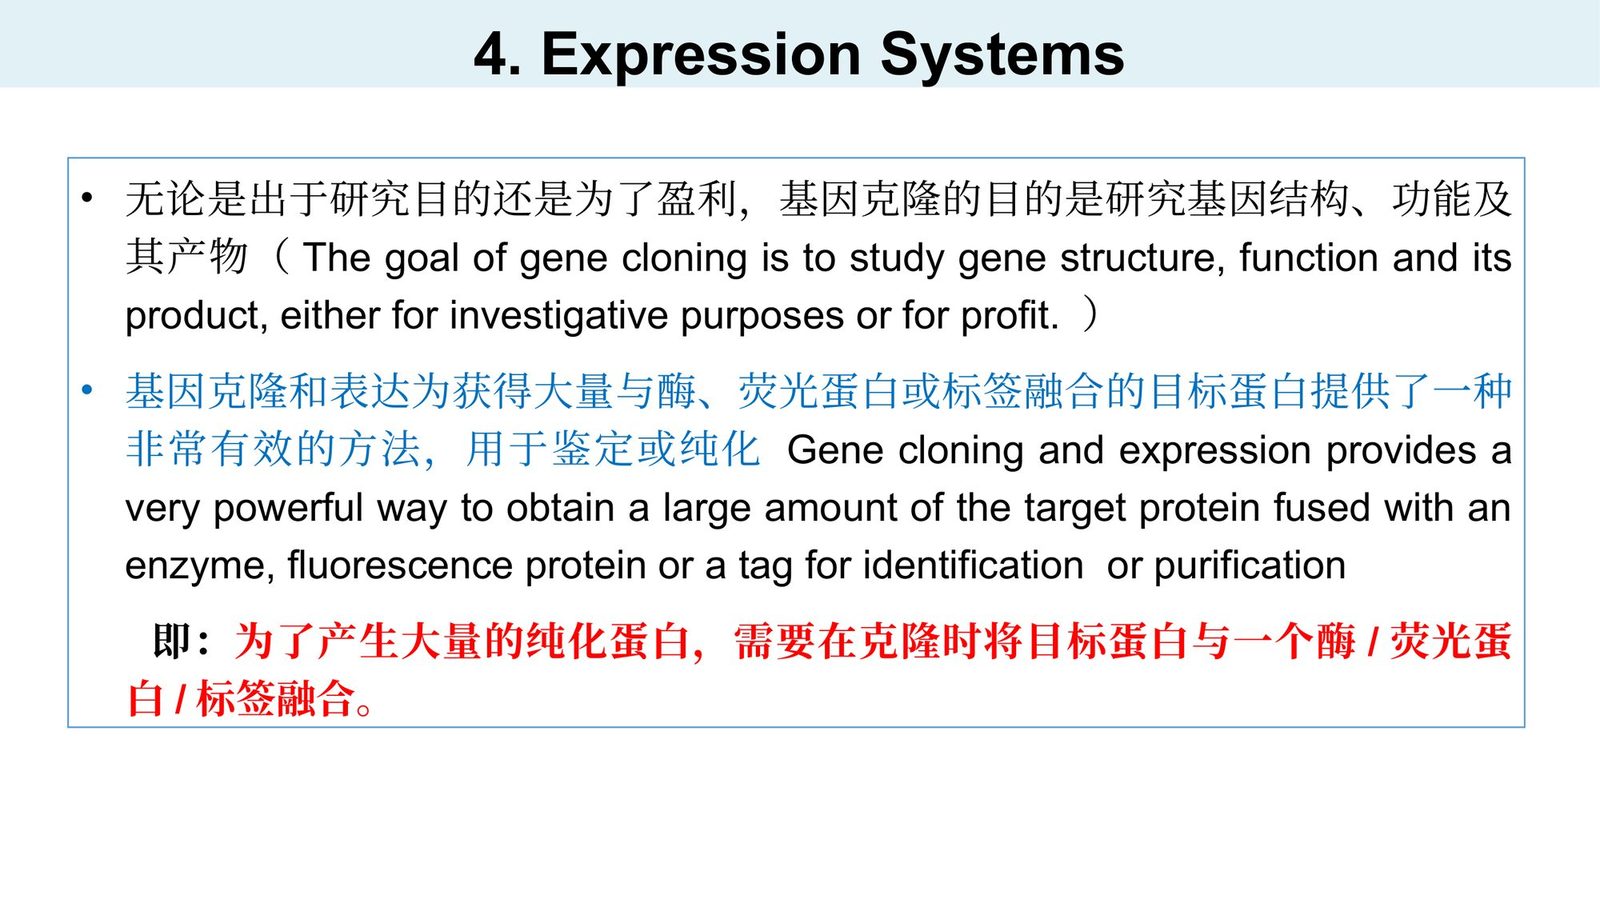 4. Expression Systems
• 无论是出于研究目的还是为了盈利，基因克隆的目的是研究基因结构、功能及
其产物（ The goal of gene cloning is to study gene structure, function and its
product, either for investigative purposes or for profit. ）
• 基因克隆和表达为获得大量与酶、荧光蛋白或标签融合的目标蛋白提供了一种
非常有效的方法，用于鉴定或纯化 Gene cloning and expression provides a
very powerful way to obtain a large amount of the target protein fused with an
enzyme, fluorescence protein or a tag for identification or purification
即：为了产生大量的纯化蛋白，需要在克隆时将目标蛋白与一个酶 / 荧光蛋
白 / 标签融合。